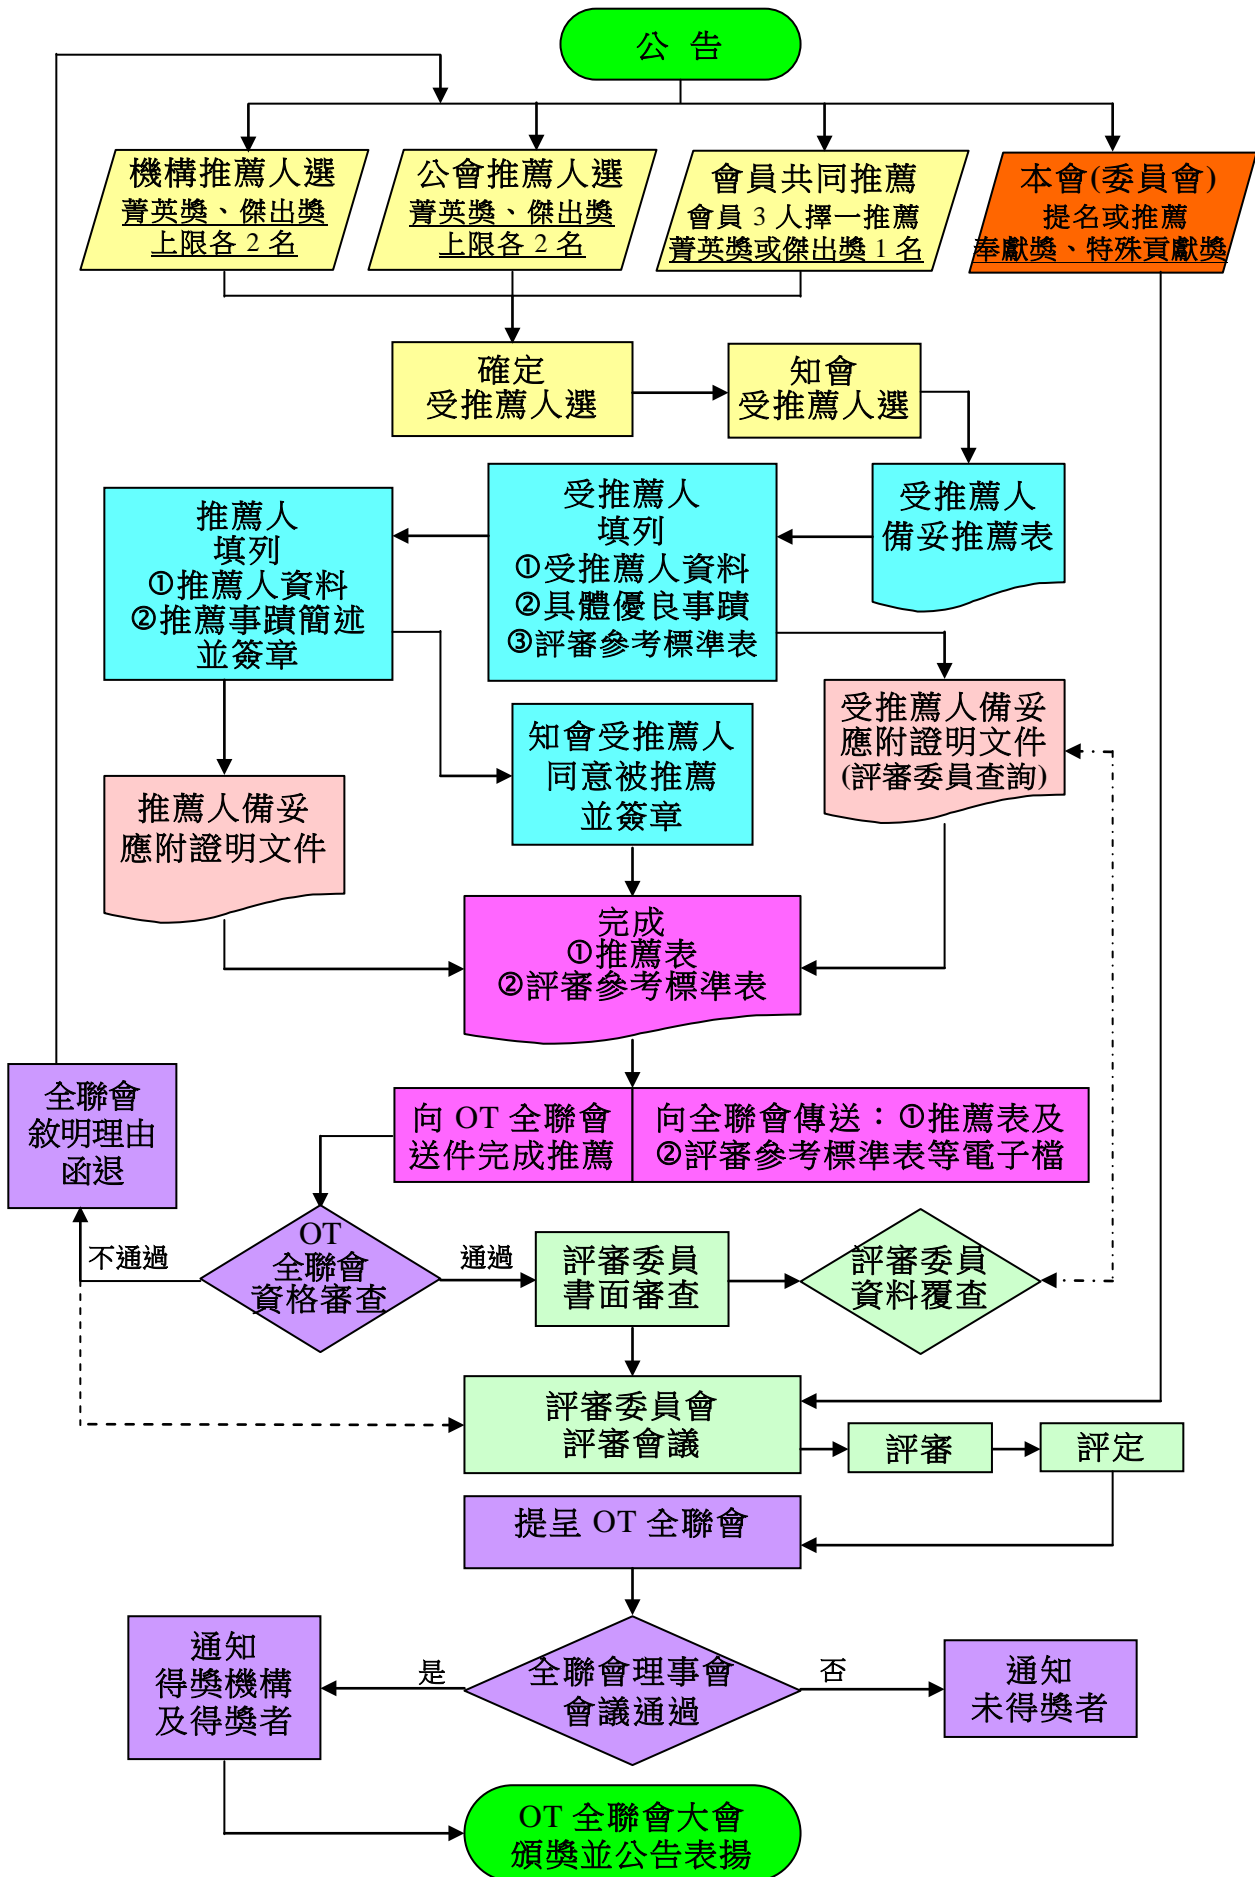 公 告
機構推薦人選
菁英獎、傑出獎
上限各 2 名
公會推薦人選
菁英獎、傑出獎
上限各 2 名
會員共同推薦
會員 3 人擇一推薦
菁英獎或傑出獎 1 名
本會(委員會)
提名或推薦
奉獻獎、特殊貢獻獎
確定
受推薦人選
知會
受推薦人選
受推薦人
備妥推薦表
受推薦人
填列
①受推薦人資料
②具體優良事蹟
③評審參考標準表
推薦人
填列
①推薦人資料
②推薦事蹟簡述
並簽章
知會受推薦人
同意被推薦
並簽章
受推薦人備妥
應附證明文件
(評審委員查詢)
推薦人備妥
應附證明文件
完成
①推薦表
②評審參考標準表
向 OT 全聯會
送件完成推薦
向全聯會傳送：①推薦表及
②評審參考標準表等電子檔
全聯會
敘明理由
函退
不通過
OT
全聯會
資格審查
通過
評審委員
書面審查
評審委員
資料覆查
評審委員會
評審會議
評審
評定
提呈 OT 全聯會
全聯會理事會
會議通過
是
否
通知
得獎機構
及得獎者
通知
未得獎者
OT 全聯會大會
頒獎並公告表揚